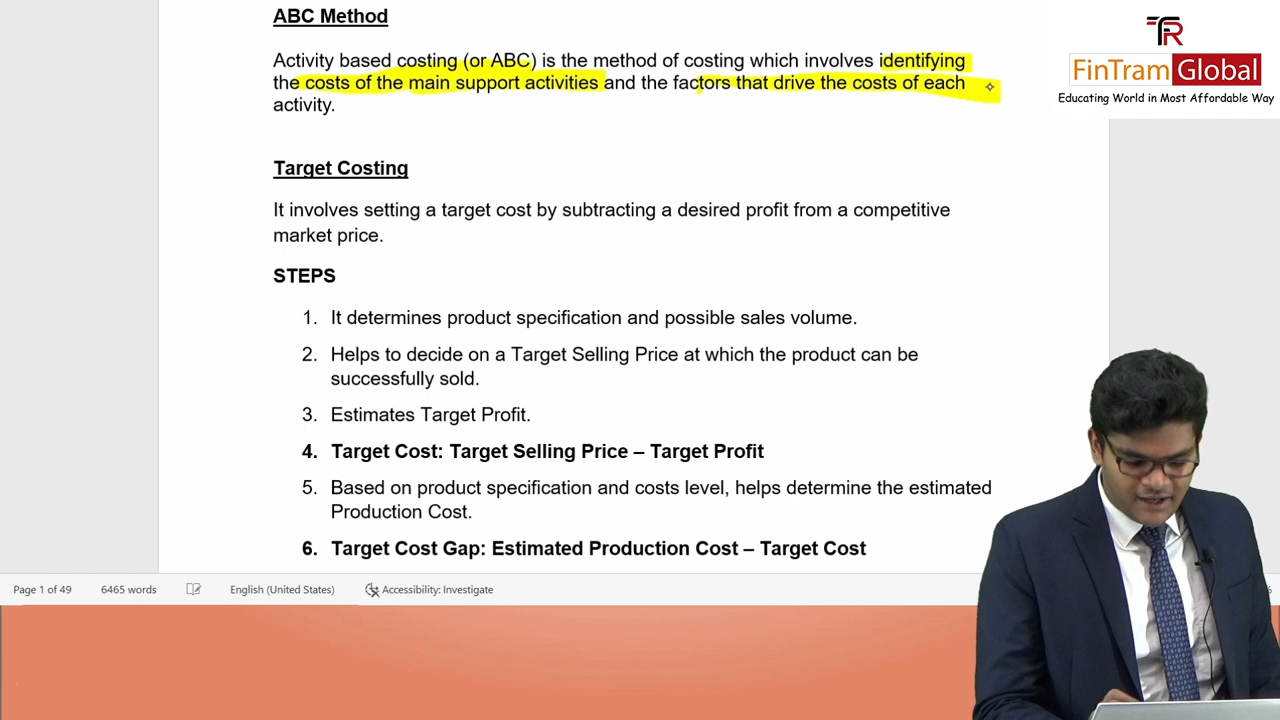 ABC Method
Activity based costing (or ABC) is the method of costing which involves identifying
the costs of the main support activities and the factors that drive the costs of each
activity.
Target Costing
It involves setting a target cost by subtracting a desired profit from a competitive
market price.
STEPS
1. It determines product specification and possible sales volume.
2. Helps to decide on a Target Selling Price at which the product can be
successfully sold.
3. Estimates Target Profit.
4. Target Cost: Target Selling Price – Target Profit
5. Based on product specification and costs level, helps determine the estimated
Production Cost.
6. Target Cost Gap: Estimated Production Cost – Target Cost
Page 1 of 49 6465 words English (United States) Accessibility: Investigate %
TR
FinTram Global
Educating World in Most Affordable Way